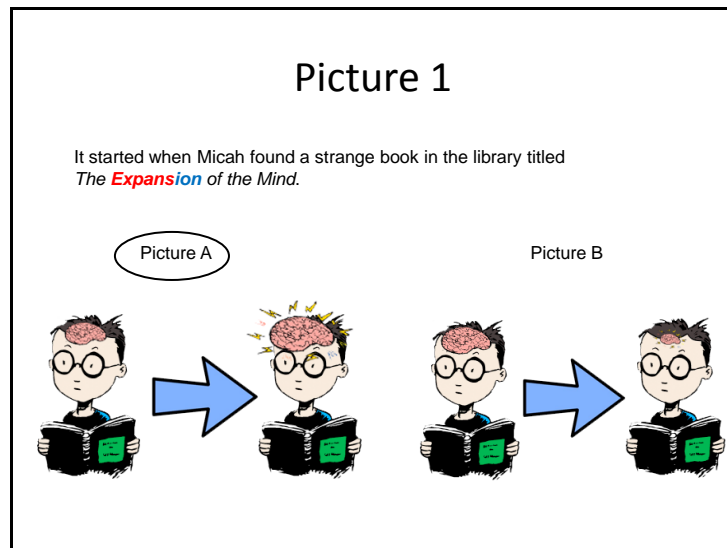 Picture 1
It started when Micah found a strange book in the library titled
The Expansion of the Mind.
Picture A
Picture B